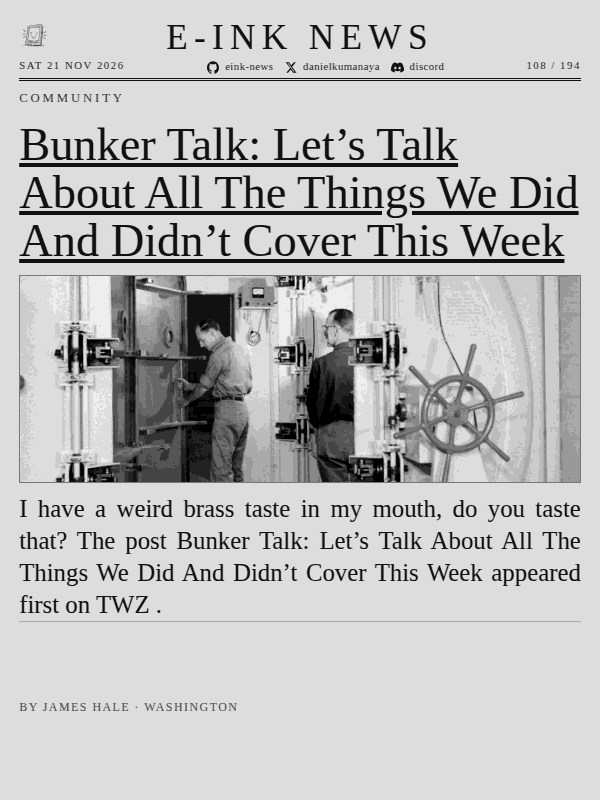 E-INK NEWS
SAT 21 NOV 2026
eink-news
danielkumanaya
discord
108 / 194
COMMUNITY
Bunker Talk: Let’s Talk
About All The Things We Did
And Didn’t Cover This Week
I have a weird brass taste in my mouth, do you taste
that? The post Bunker Talk: Let’s Talk About All The
Things We Did And Didn’t Cover This Week appeared
first on TWZ .
BY JAMES HALE · WASHINGTON